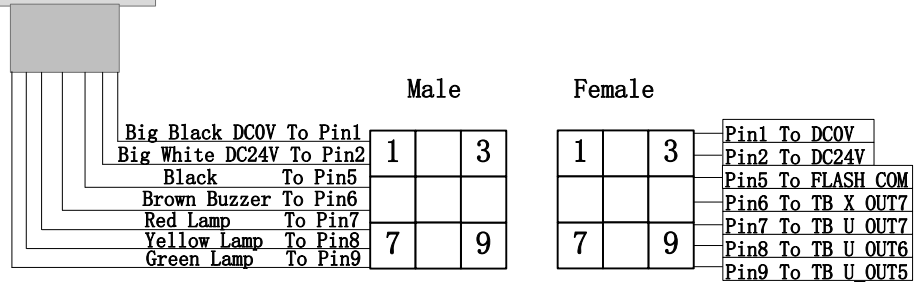 Male
Female
Big Black DC0V To Pin1
Big White DC24V To Pin2
Black To Pin5
Brown Buzzer To Pin6
Red Lamp To Pin7
Yellow Lamp To Pin8
Green Lamp To Pin9
1 3
7 9
1 3
7 9
Pin1 To DC0V
Pin2 To DC24V
Pin5 To FLASH COM
Pin6 To TB X OUT7
Pin7 To TB U OUT7
Pin8 To TB U OUT6
Pin9 To TB U_OUT5